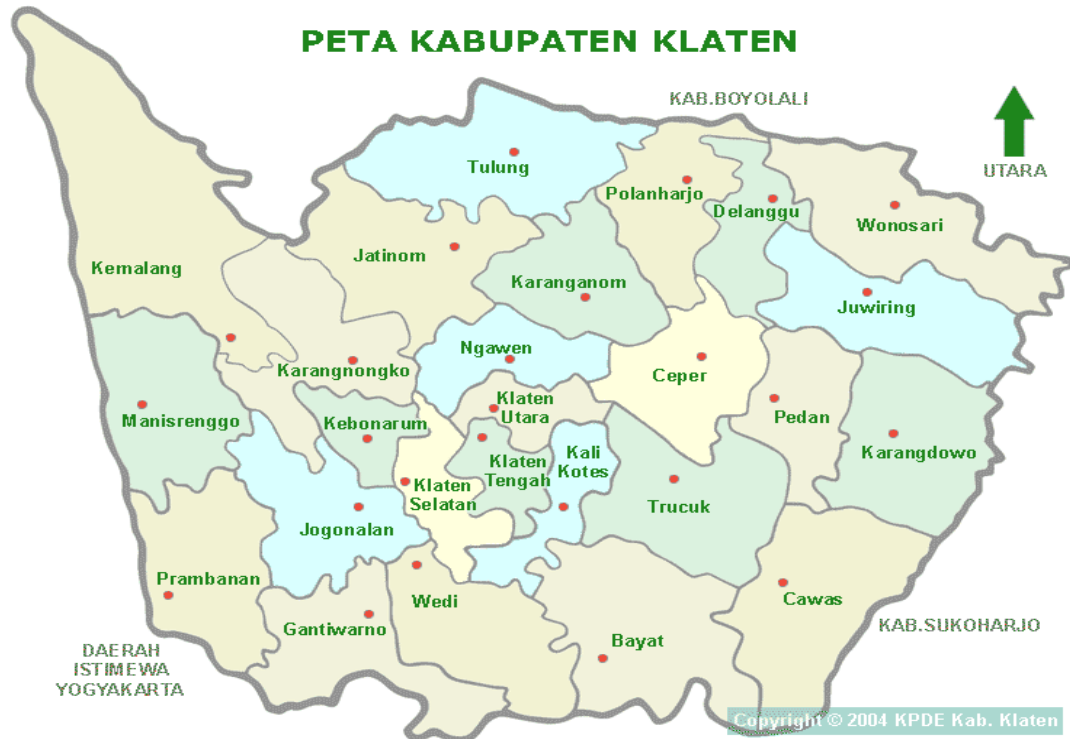 PETA KABUPATEN KLATEN
KAB.BOYOLALI
UTARA
Tulung
Polanharjo
Delanggu
Wonosari
Jatinom
Kemalang
Karanganom
Juwiring
Ngawen
Karangnongko
Ceper
Manisrenggo
Kebonarum
Klaten
Utara
Pedan
Karangdowo
Kali
Kotes
Klaten
Tengah
Klaten
Selatan
Trucuk
Jogonalan
Prambanan
Wedi
Cawas
Gantiwarno
Bayat
KAB.SUKOHARJO
DAERAH
ISTIMEWA
YOGYAKARTA
Copyright © 2004 KPDE Kab. Klaten